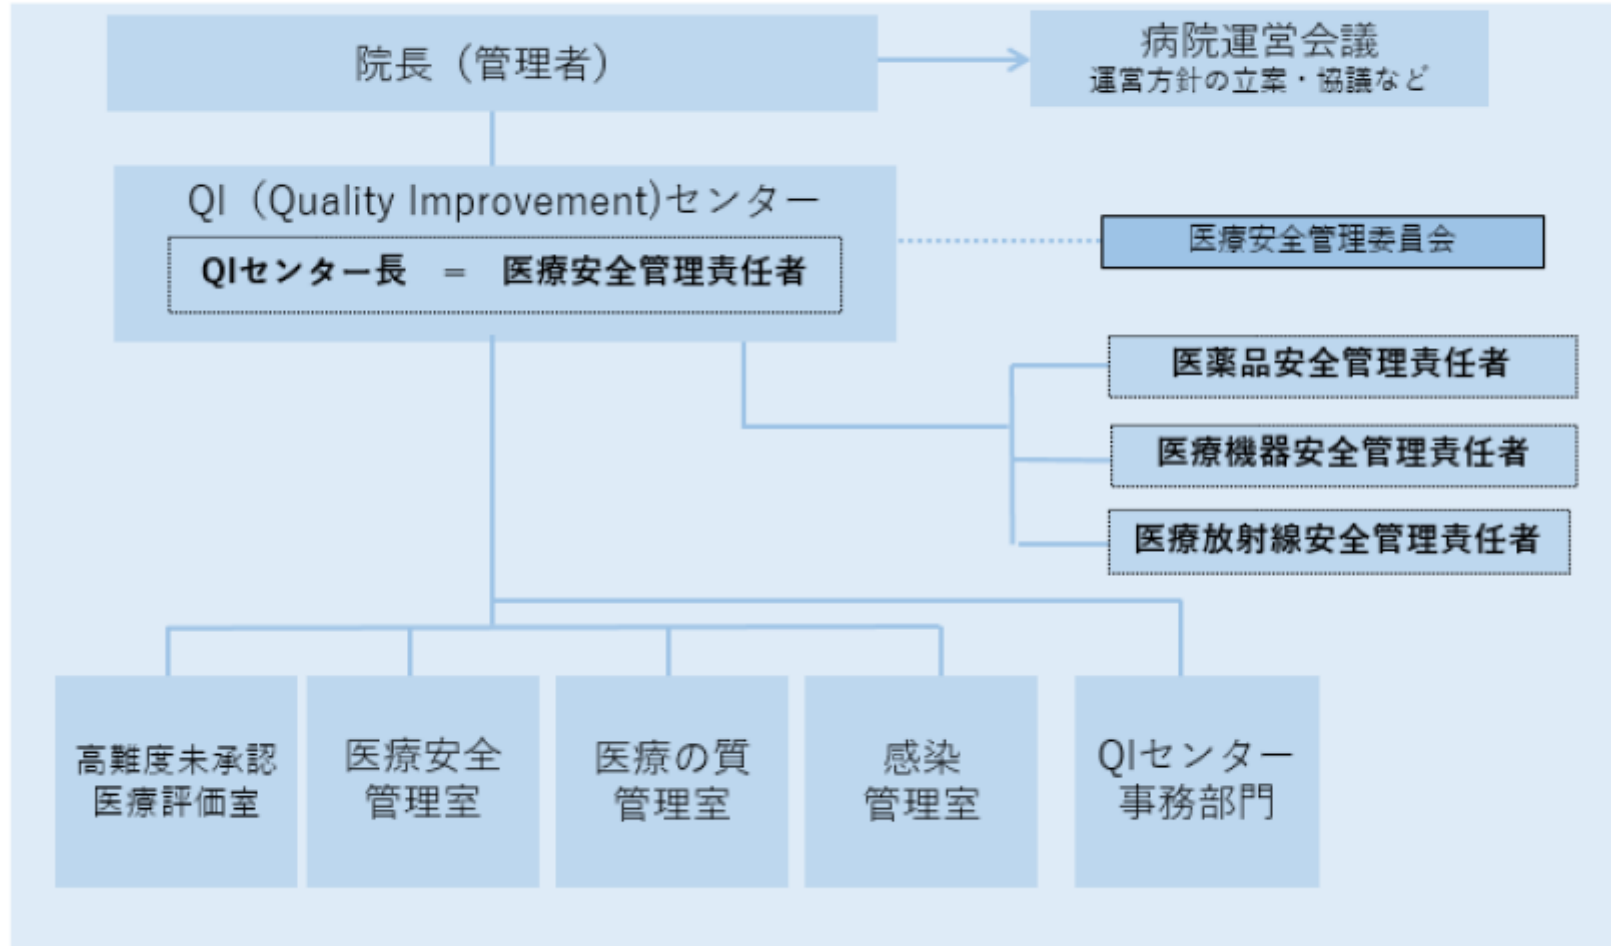 院長（管理者）
病院運営会議
運営方針の立案・協議など
QI（Quality Improvement)センター
QIセンター長　＝　医療安全管理責任者
医療安全管理委員会
医薬品安全管理責任者
医療機器安全管理責任者
医療放射線安全管理責任者
高難度未承認
医療評価室
医療安全
管理室
医療の質
管理室
感染
管理室
QIセンター
事務部門